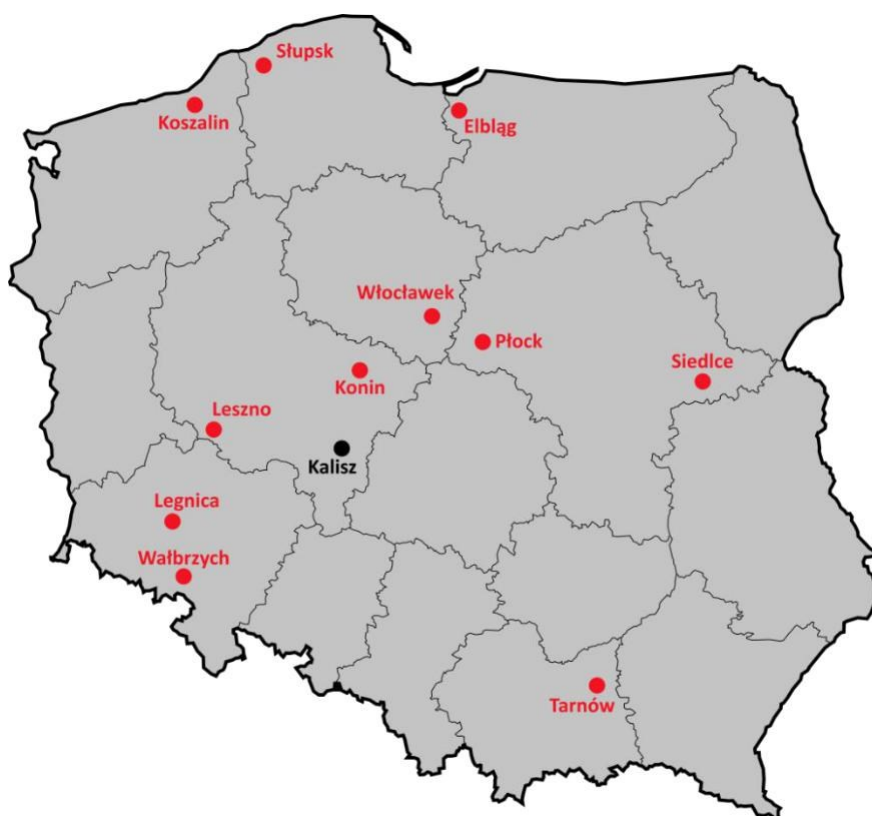 Słupsk
Koszalin
Elbląg
Włocławek
Płock
Siedlce
Konin
Leszno
Kalisz
Legnica
Wałbrzych
Tarnów